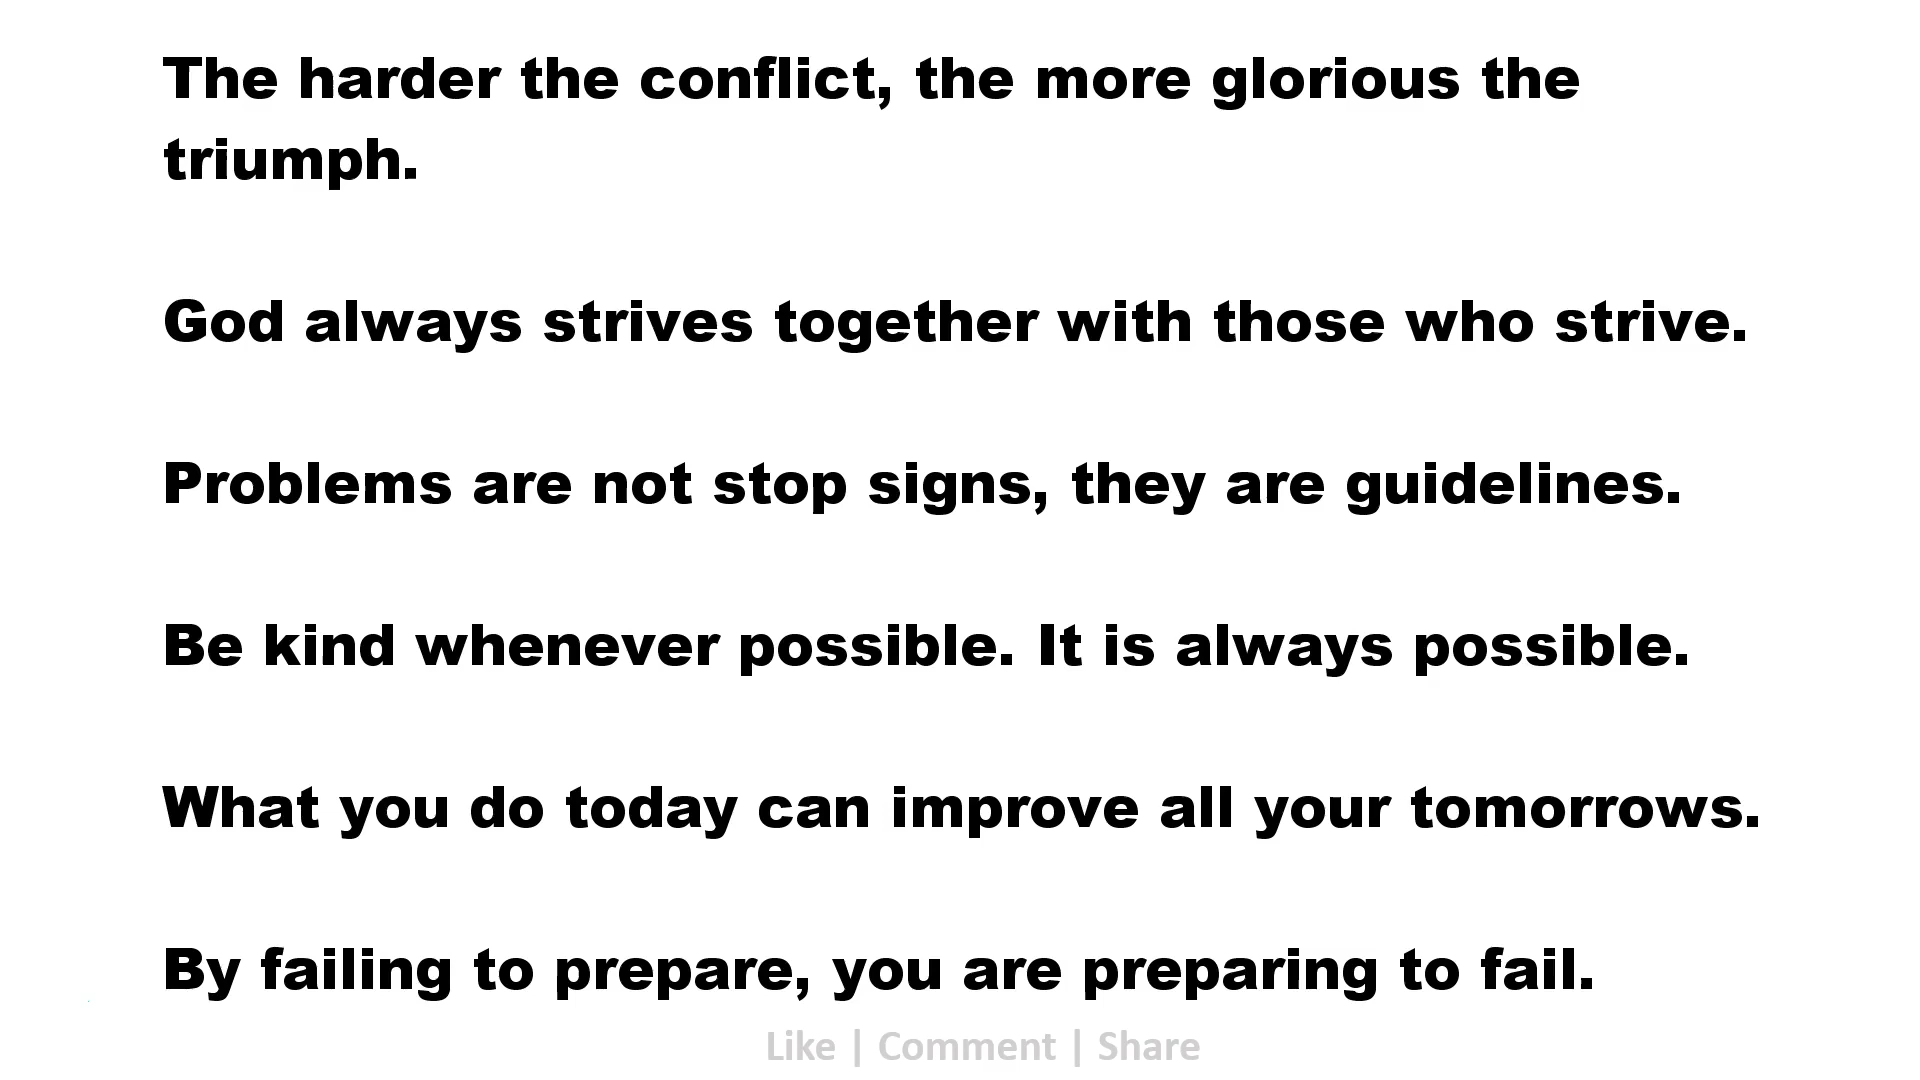 The harder the conflict, the more glorious the
triumph.
God always strives together with those who strive.
Problems are not stop signs, they are guidelines.
Be kind whenever possible. It is always possible.
What you do today can improve all your tomorrows.
By failing to prepare, you are preparing to fail.
Like | Comment | Share